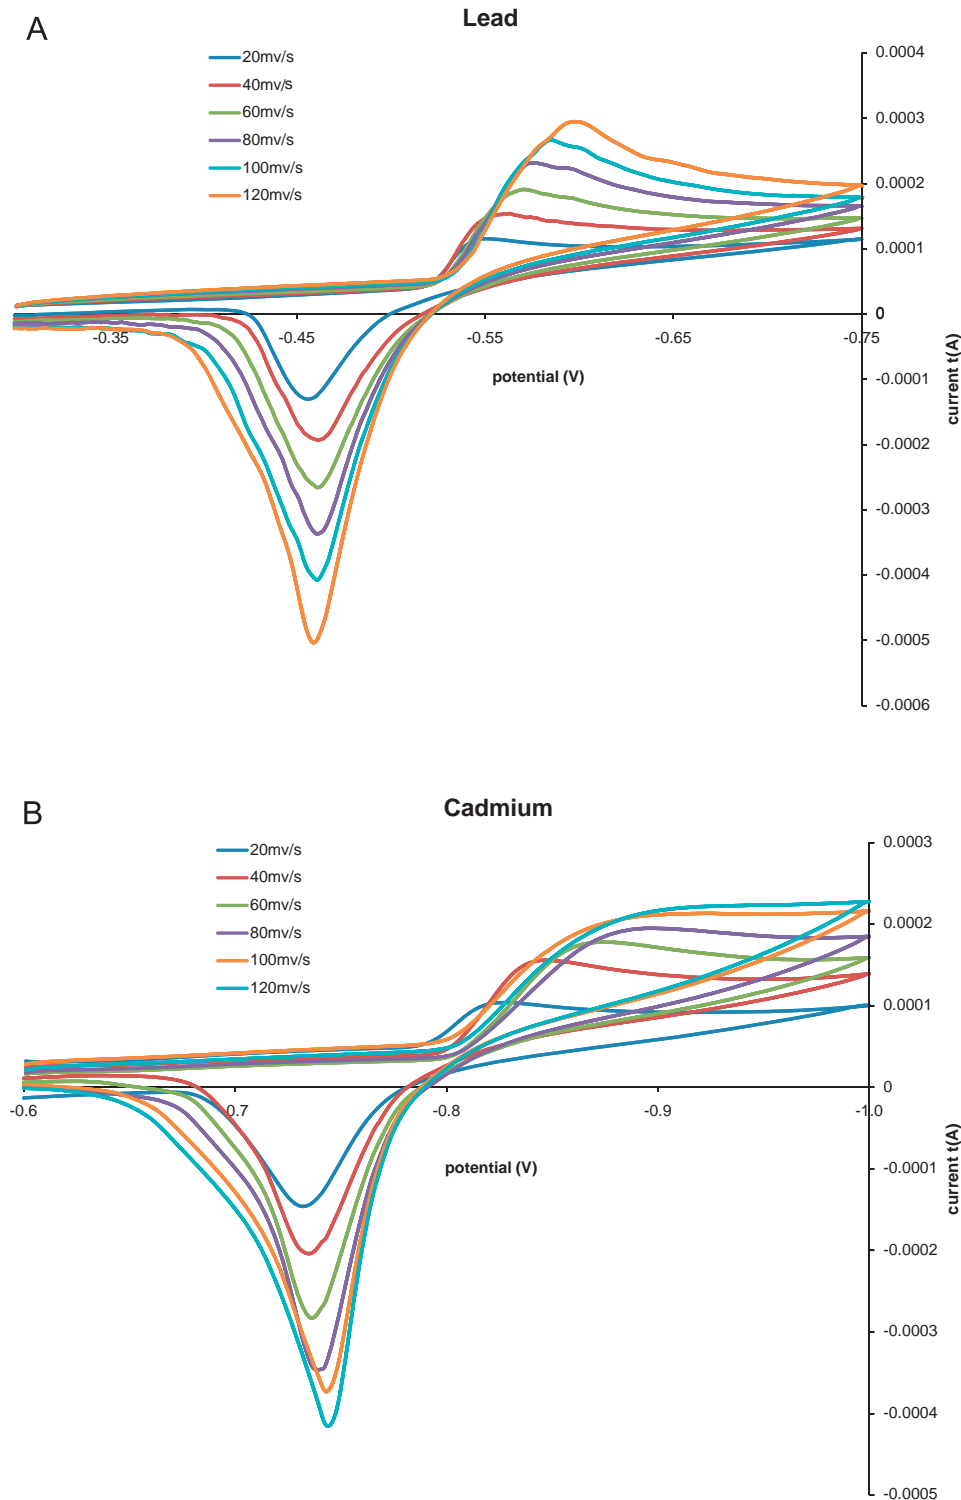 A
Lead
20mv/s
40mv/s
60mv/s
80mv/s
100mv/s
120mv/s
0.0004
0.0003
0.0002
0.0001
0
-0.0001
-0.0002
-0.0003
-0.0004
-0.0005
-0.0006
-0.35
-0.45
-0.55
-0.65
-0.75
potential (V)
current t(A)
B
Cadmium
20mv/s
40mv/s
60mv/s
80mv/s
100mv/s
120mv/s
0.0003
0.0002
0.0001
0
-0.0001
-0.0002
-0.0003
-0.0004
-0.0005
-0.6
-0.7
-0.8
-0.9
-1.0
potential (V)
current t(A)